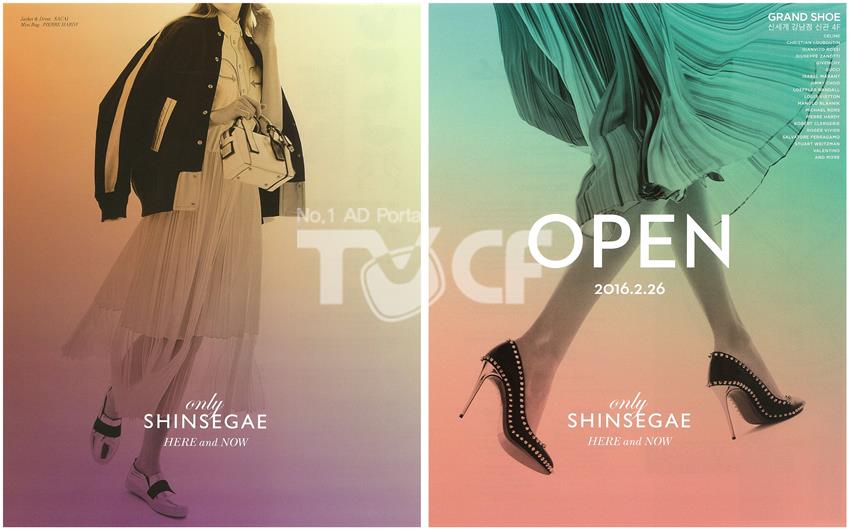 Jacket & Dress SACAI
Mini Bag PIERRE HARDY
only
SHINSEGAE
HERE and NOW
No.1 AD Porta
TVCF
GRAND SHOE
신세계 강남점 신관 4F
CELINE
CHRISTIAN LOUBOUTIN
GIANVITO ROSSI
GIUSEPPE ZANOTTI
GIVENCHY
GUCCI
ISABEL MARANT
JIMMY CHOO
LOEFFLER RANDALL
LOUIS VUITTON
MANOLO BLAHNIK
MICHAEL KORS
PIERRE HARDY
ROBERT CLERGERIE
ROGER VIVIER
SALVATORE FERRAGAMO
STUART WEITZMAN
VALENTINO
AND MORE
OPEN
2016.2.26
only
SHINSEGAE
HERE and NOW